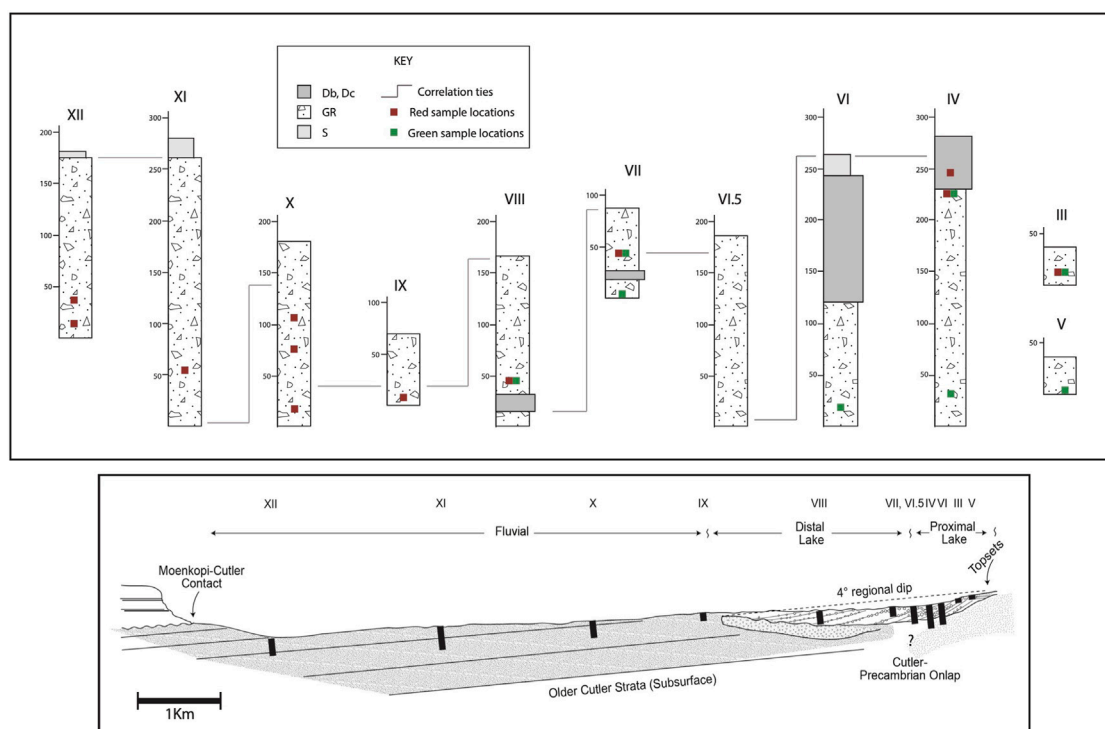 KEY
Db, Dc
Correlation ties
GR
Red sample locations
S
Green sample locations
XII
200
150
100
50
XI
300
250
200
150
100
50
X
200
150
100
50
IX
100
50
VIII
200
150
100
50
VII
100
50
VI.5
200
150
100
50
VI
300
250
200
150
100
50
IV
300
250
200
150
100
50
III
50
V
50
XII XI X IX VIII VII, VI.5 IV VI III V
Fluvial
Distal
Lake
Proximal
Lake
Topsets
Moenkopi-Cutler
Contact
4° regional dip
?
Cutler-
Precambrian Onlap
Older Cutler Strata (Subsurface)
1Km